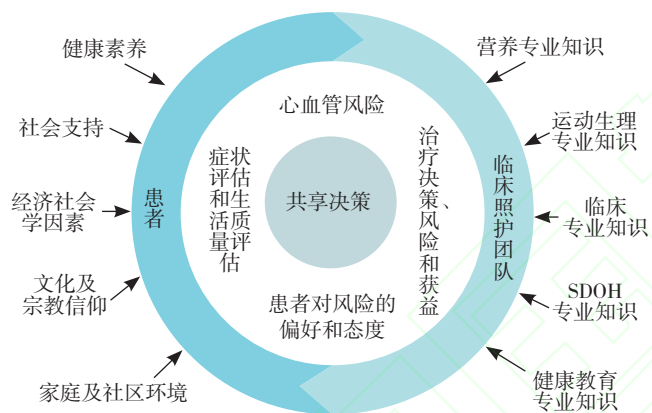 健康素养
社会支持
经济社会
学因素
文化及
宗教信仰
家庭及社区环境
患者
心血管风险
症状
评估
和生
活质
量评
估
共享决策
治疗决策、风险和获益
患者对风险的
偏好和态度
临床照护团队
营养专业知识
运动生理
专业知识
临床
专业知识
SDOH
专业知识
健康教育
专业知识